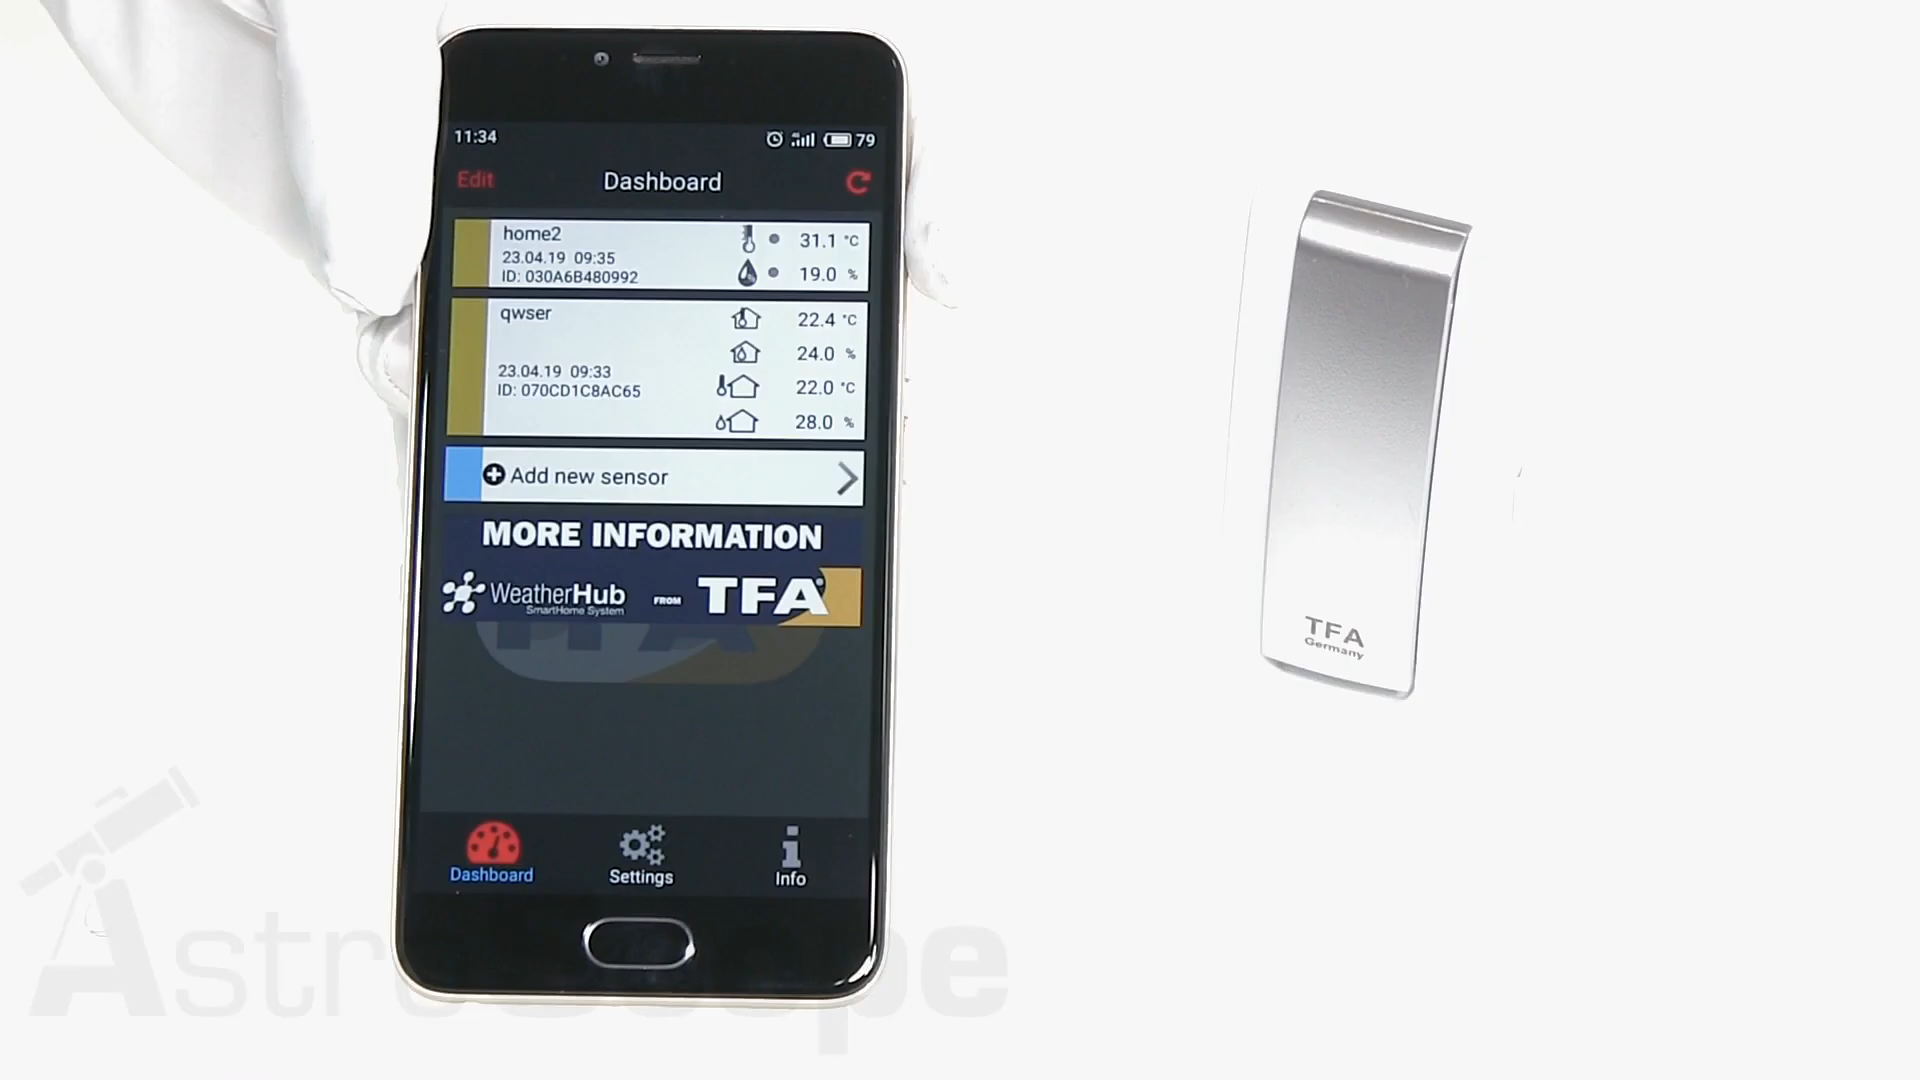 11:34
79
Edit
Dashboard
home2
31.1 °C
23.04.19 09:35
ID: 030A6B480992
19.0 %
qwser
22.4 °C
24.0 %
23.04.19 09:33
ID: 070CD1C8AC65
22.0 °C
28.0 %
Add new sensor
MORE INFORMATION
WeatherHub
SmartHome System
FROM
TFA
Dashboard
Settings
Info
TFA
Germany